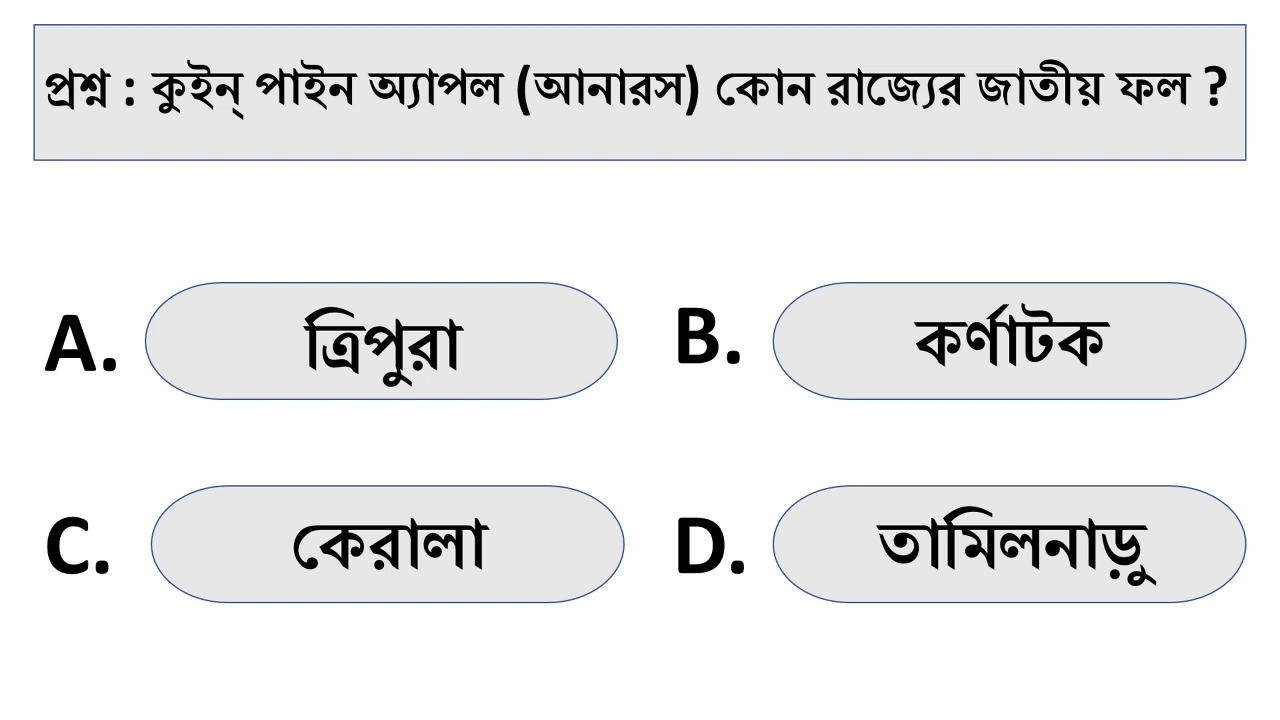 প্রশ্ন : কুইন্ পাইন অ্যাপল (আনারস) কোন রাজ্যের জাতীয় ফল ?
A. ত্রিপুরা
B. কর্ণাটক
C. কেরালা
D. তামিলনাড়ু